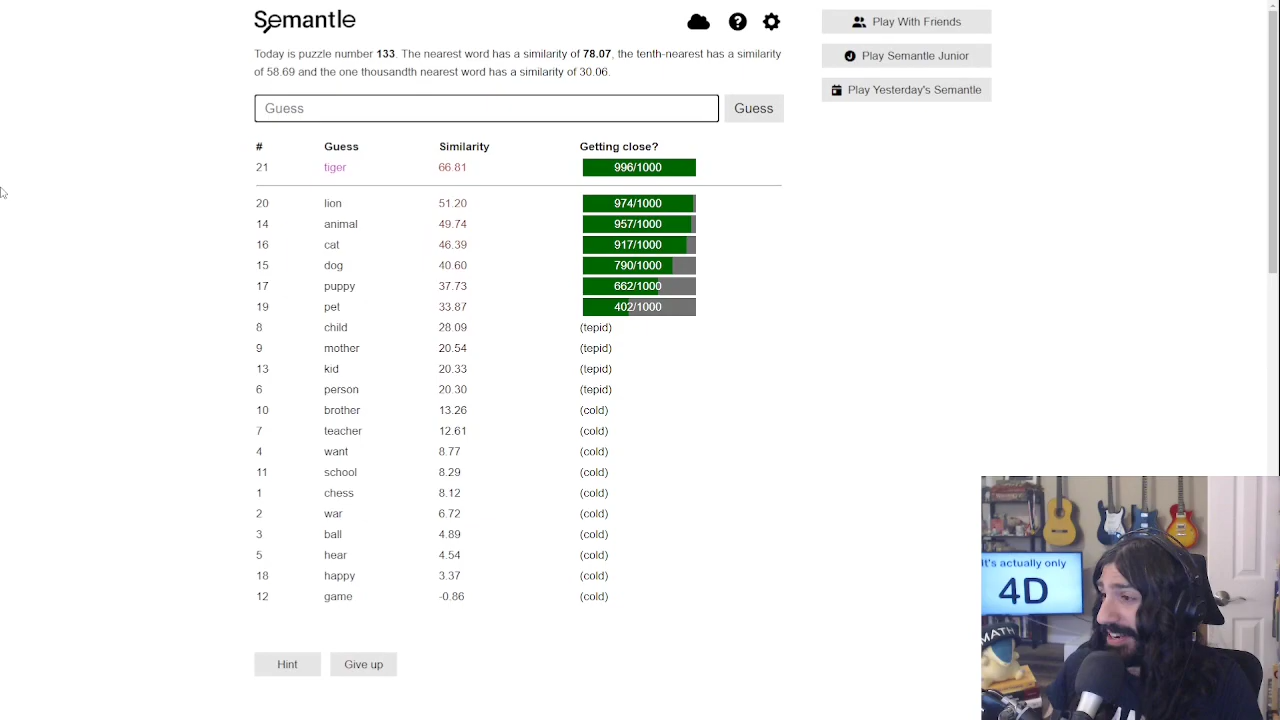 Semantle
Today is puzzle number 133. The nearest word has a similarity of 78.07, the tenth-nearest has a similarity
of 58.69 and the one thousandth nearest word has a similarity of 30.06.
Guess Guess
# Guess Similarity Getting close?
21 tiger 66.81 996/1000
20 lion 51.20 974/1000
14 animal 49.74 957/1000
16 cat 46.39 917/1000
15 dog 40.60 790/1000
17 puppy 37.73 662/1000
19 pet 33.87 402/1000
8 child 28.09 (tepid)
9 mother 20.54 (tepid)
13 kid 20.33 (tepid)
6 person 20.30 (tepid)
10 brother 13.26 (cold)
7 teacher 12.61 (cold)
4 want 8.77 (cold)
11 school 8.29 (cold)
1 chess 8.12 (cold)
2 war 6.72 (cold)
3 ball 4.89 (cold)
5 hear 4.54 (cold)
18 happy 3.37 (cold)
12 game -0.86 (cold)
Hint Give up
Play With Friends
Play Semantle Junior
Play Yesterday's Semantle
It's actually only
4D
MATH